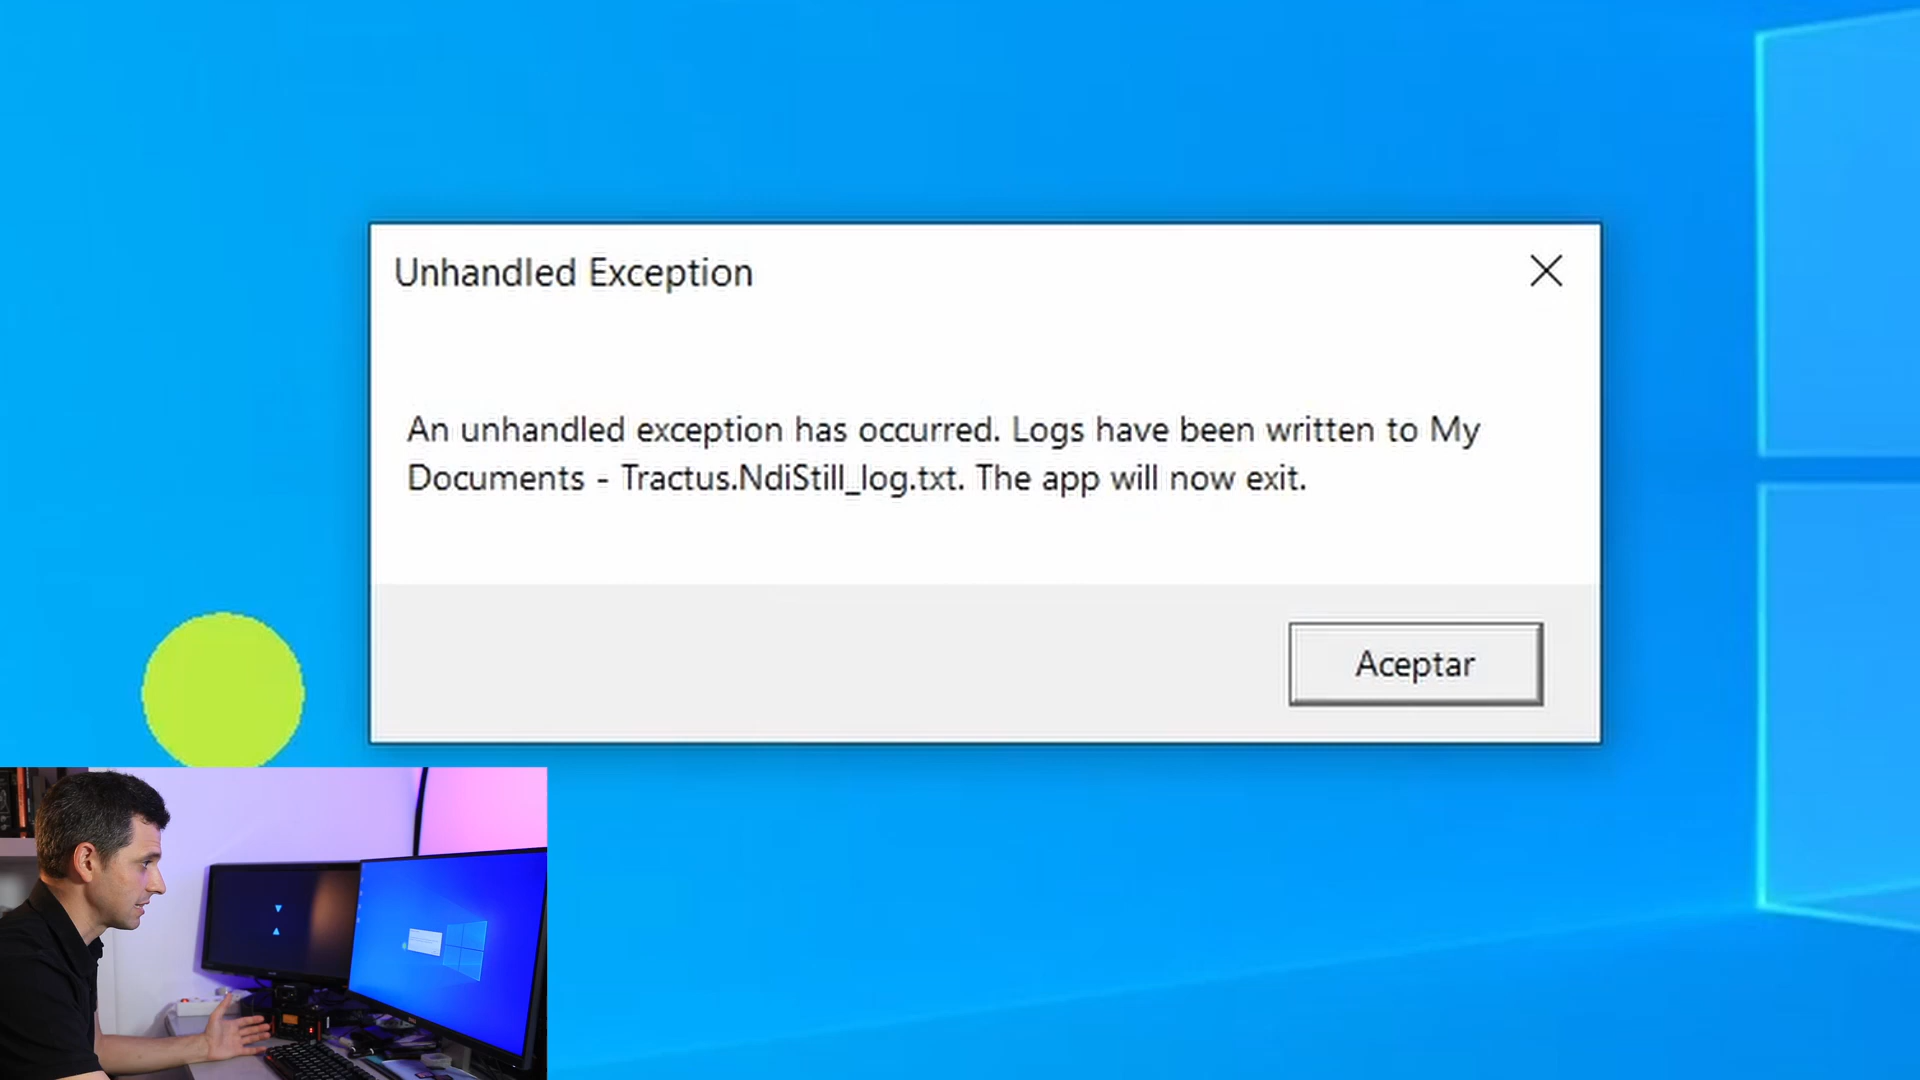 Unhandled Exception
An unhandled exception has occurred. Logs have been written to My
Documents - Tractus.NdiStill_log.txt. The app will now exit.
Aceptar